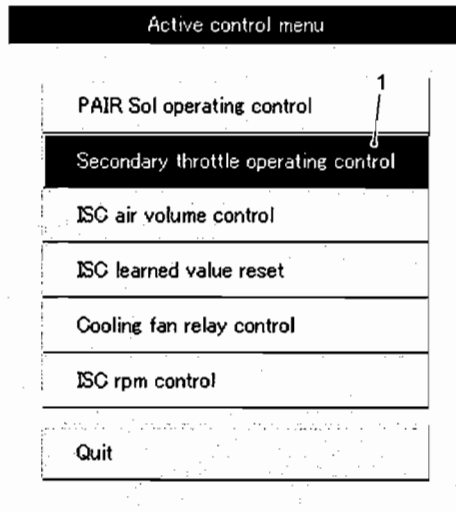 Active control menu
1
PAIR Sol operating control
Secondary throttle operating control
ISC air volume control
ISC learned value reset
Cooling fan relay control
ISC rpm control
Quit